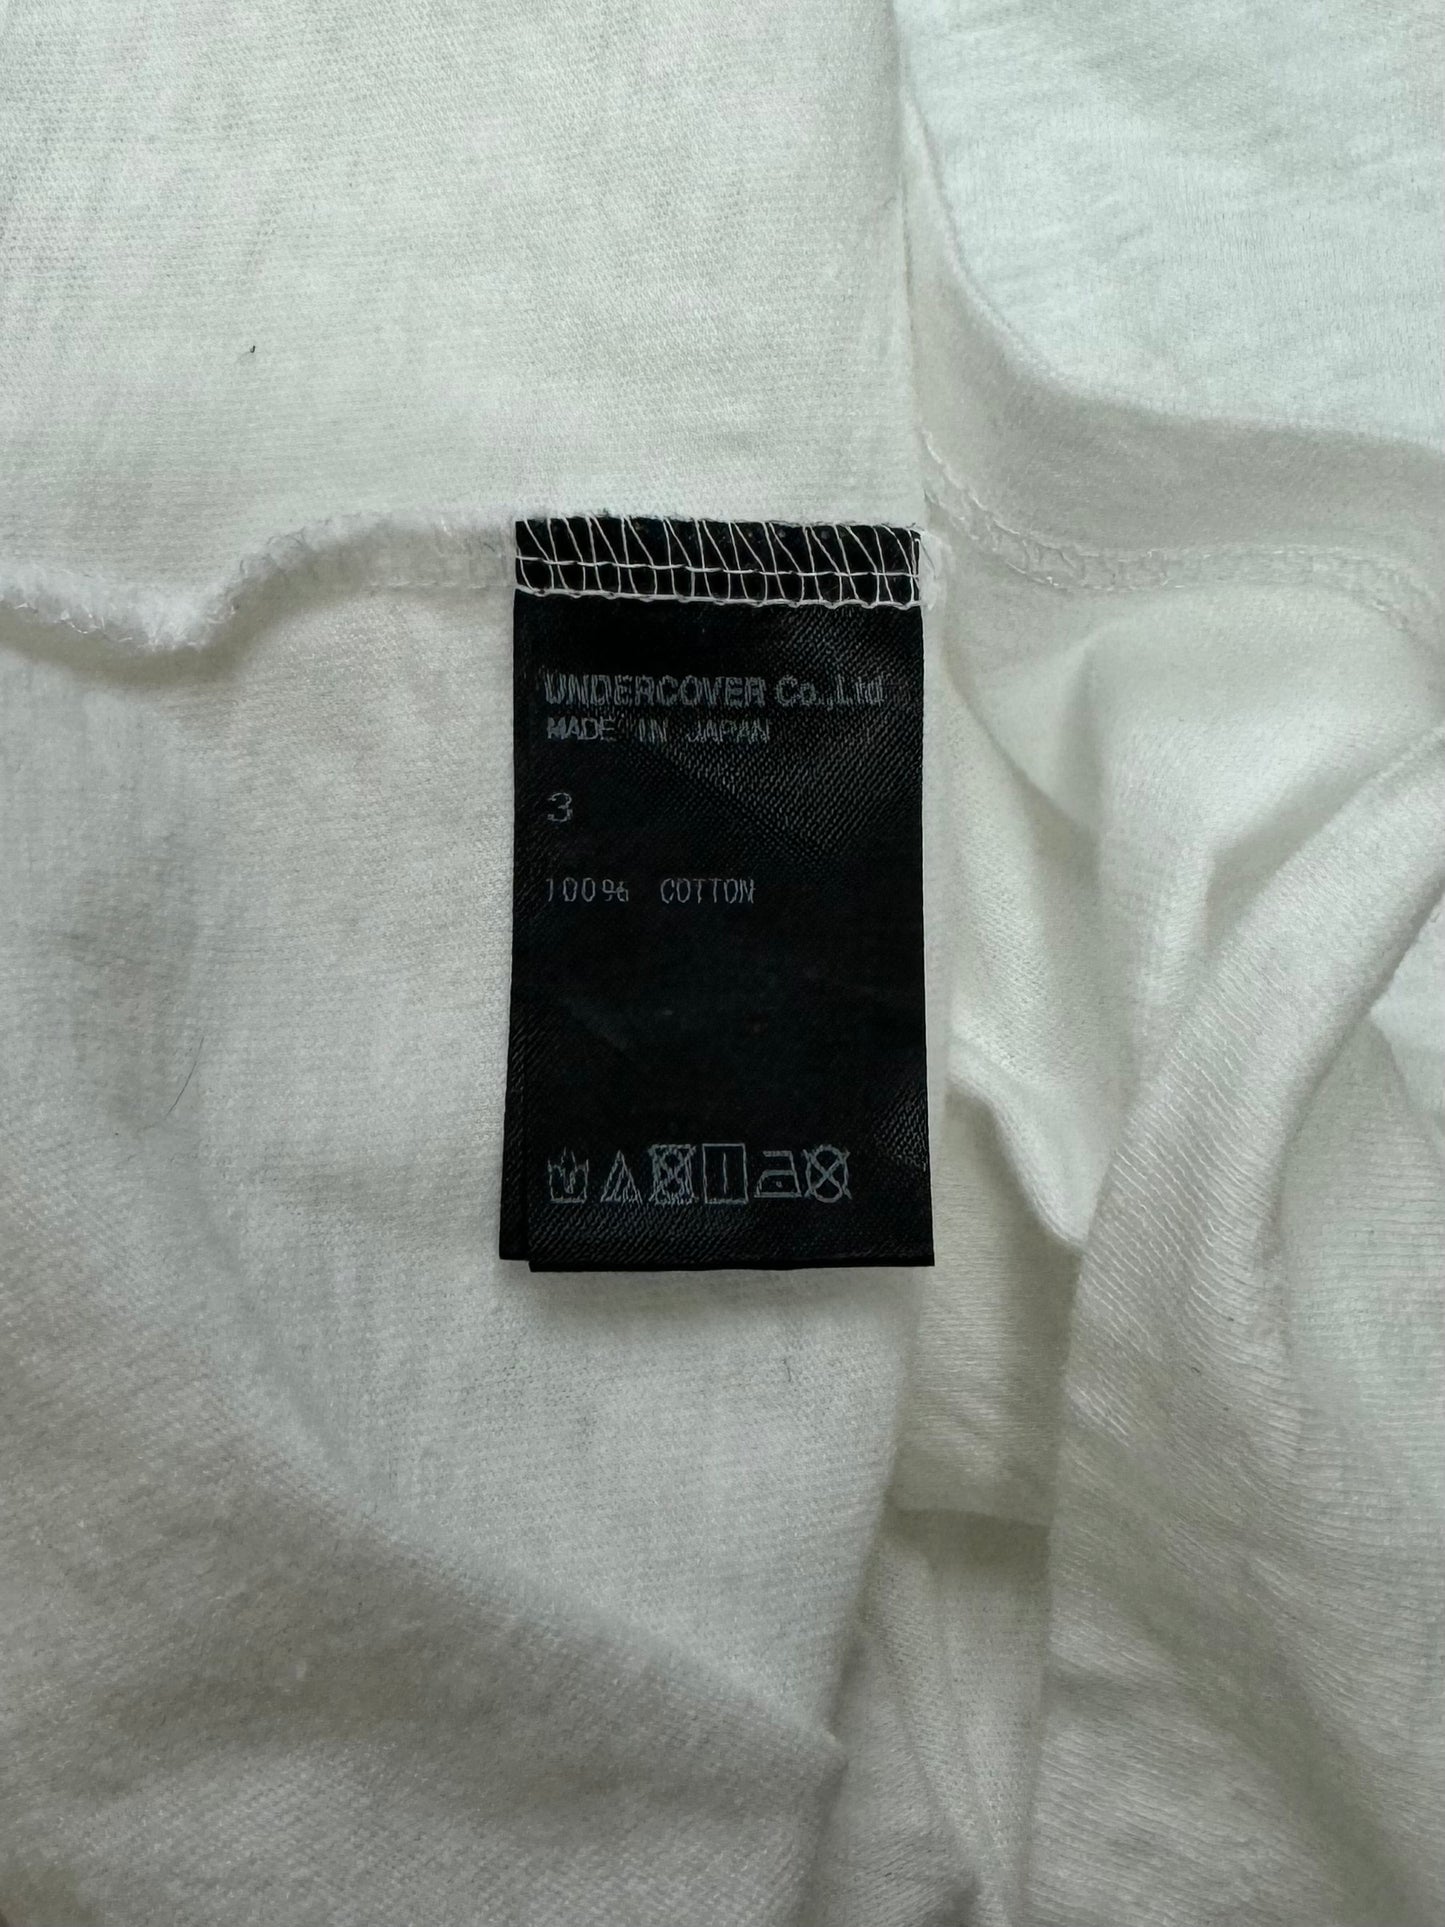 UNDERCOVER Co.,Ltd
MADE IN JAPAN
3
100% COTTON